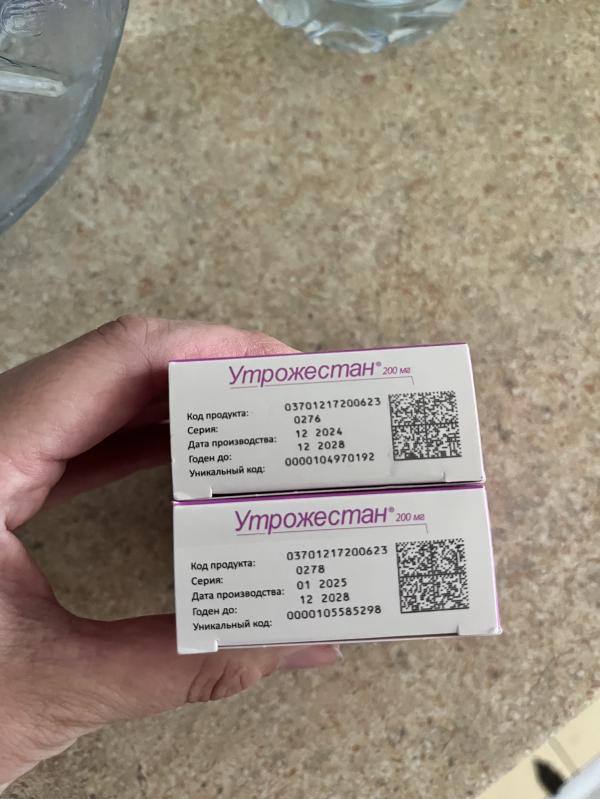 Утрожестан® 200 мг
Код продукта: 03701217200623
Серия: 0276
Дата производства: 12 2024
Годен до: 12 2028
Уникальный код: 0000104970192
Утрожестан® 200 мг
Код продукта: 03701217200623
Серия: 0278
Дата производства: 01 2025
Годен до: 12 2028
Уникальный код: 0000105585298